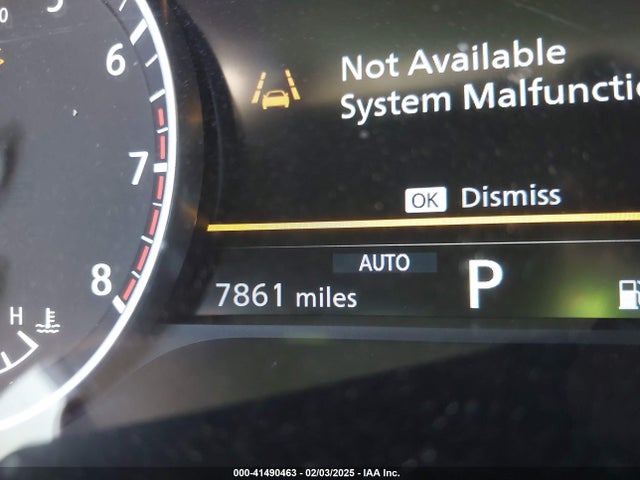 6
7
8
H
Not Available
System Malfunctio
OK Dismiss
AUTO
7861 miles
P
000-41490463 - 02/03/2025 - IAA Inc.